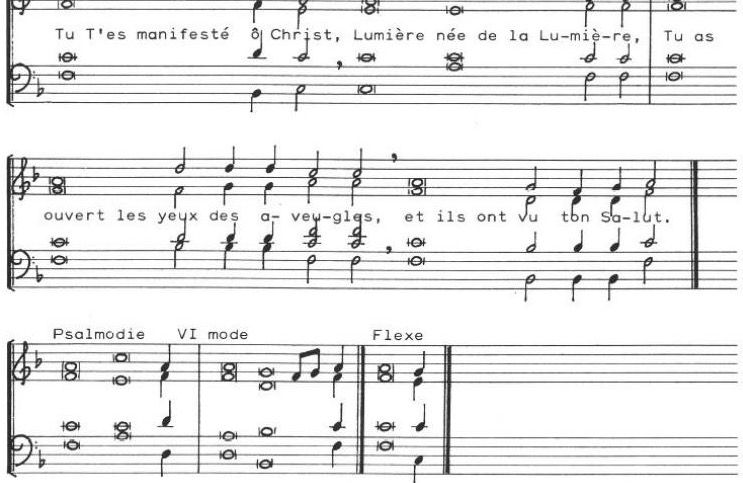 Tu T'es manifesté ô Christ, Lumière née de la Lu-miè-re, Tu as
ouvert les yeux des a- veu-gles, et ils ont vu ton Sa-lut.
Psalmodie VI mode Flexe